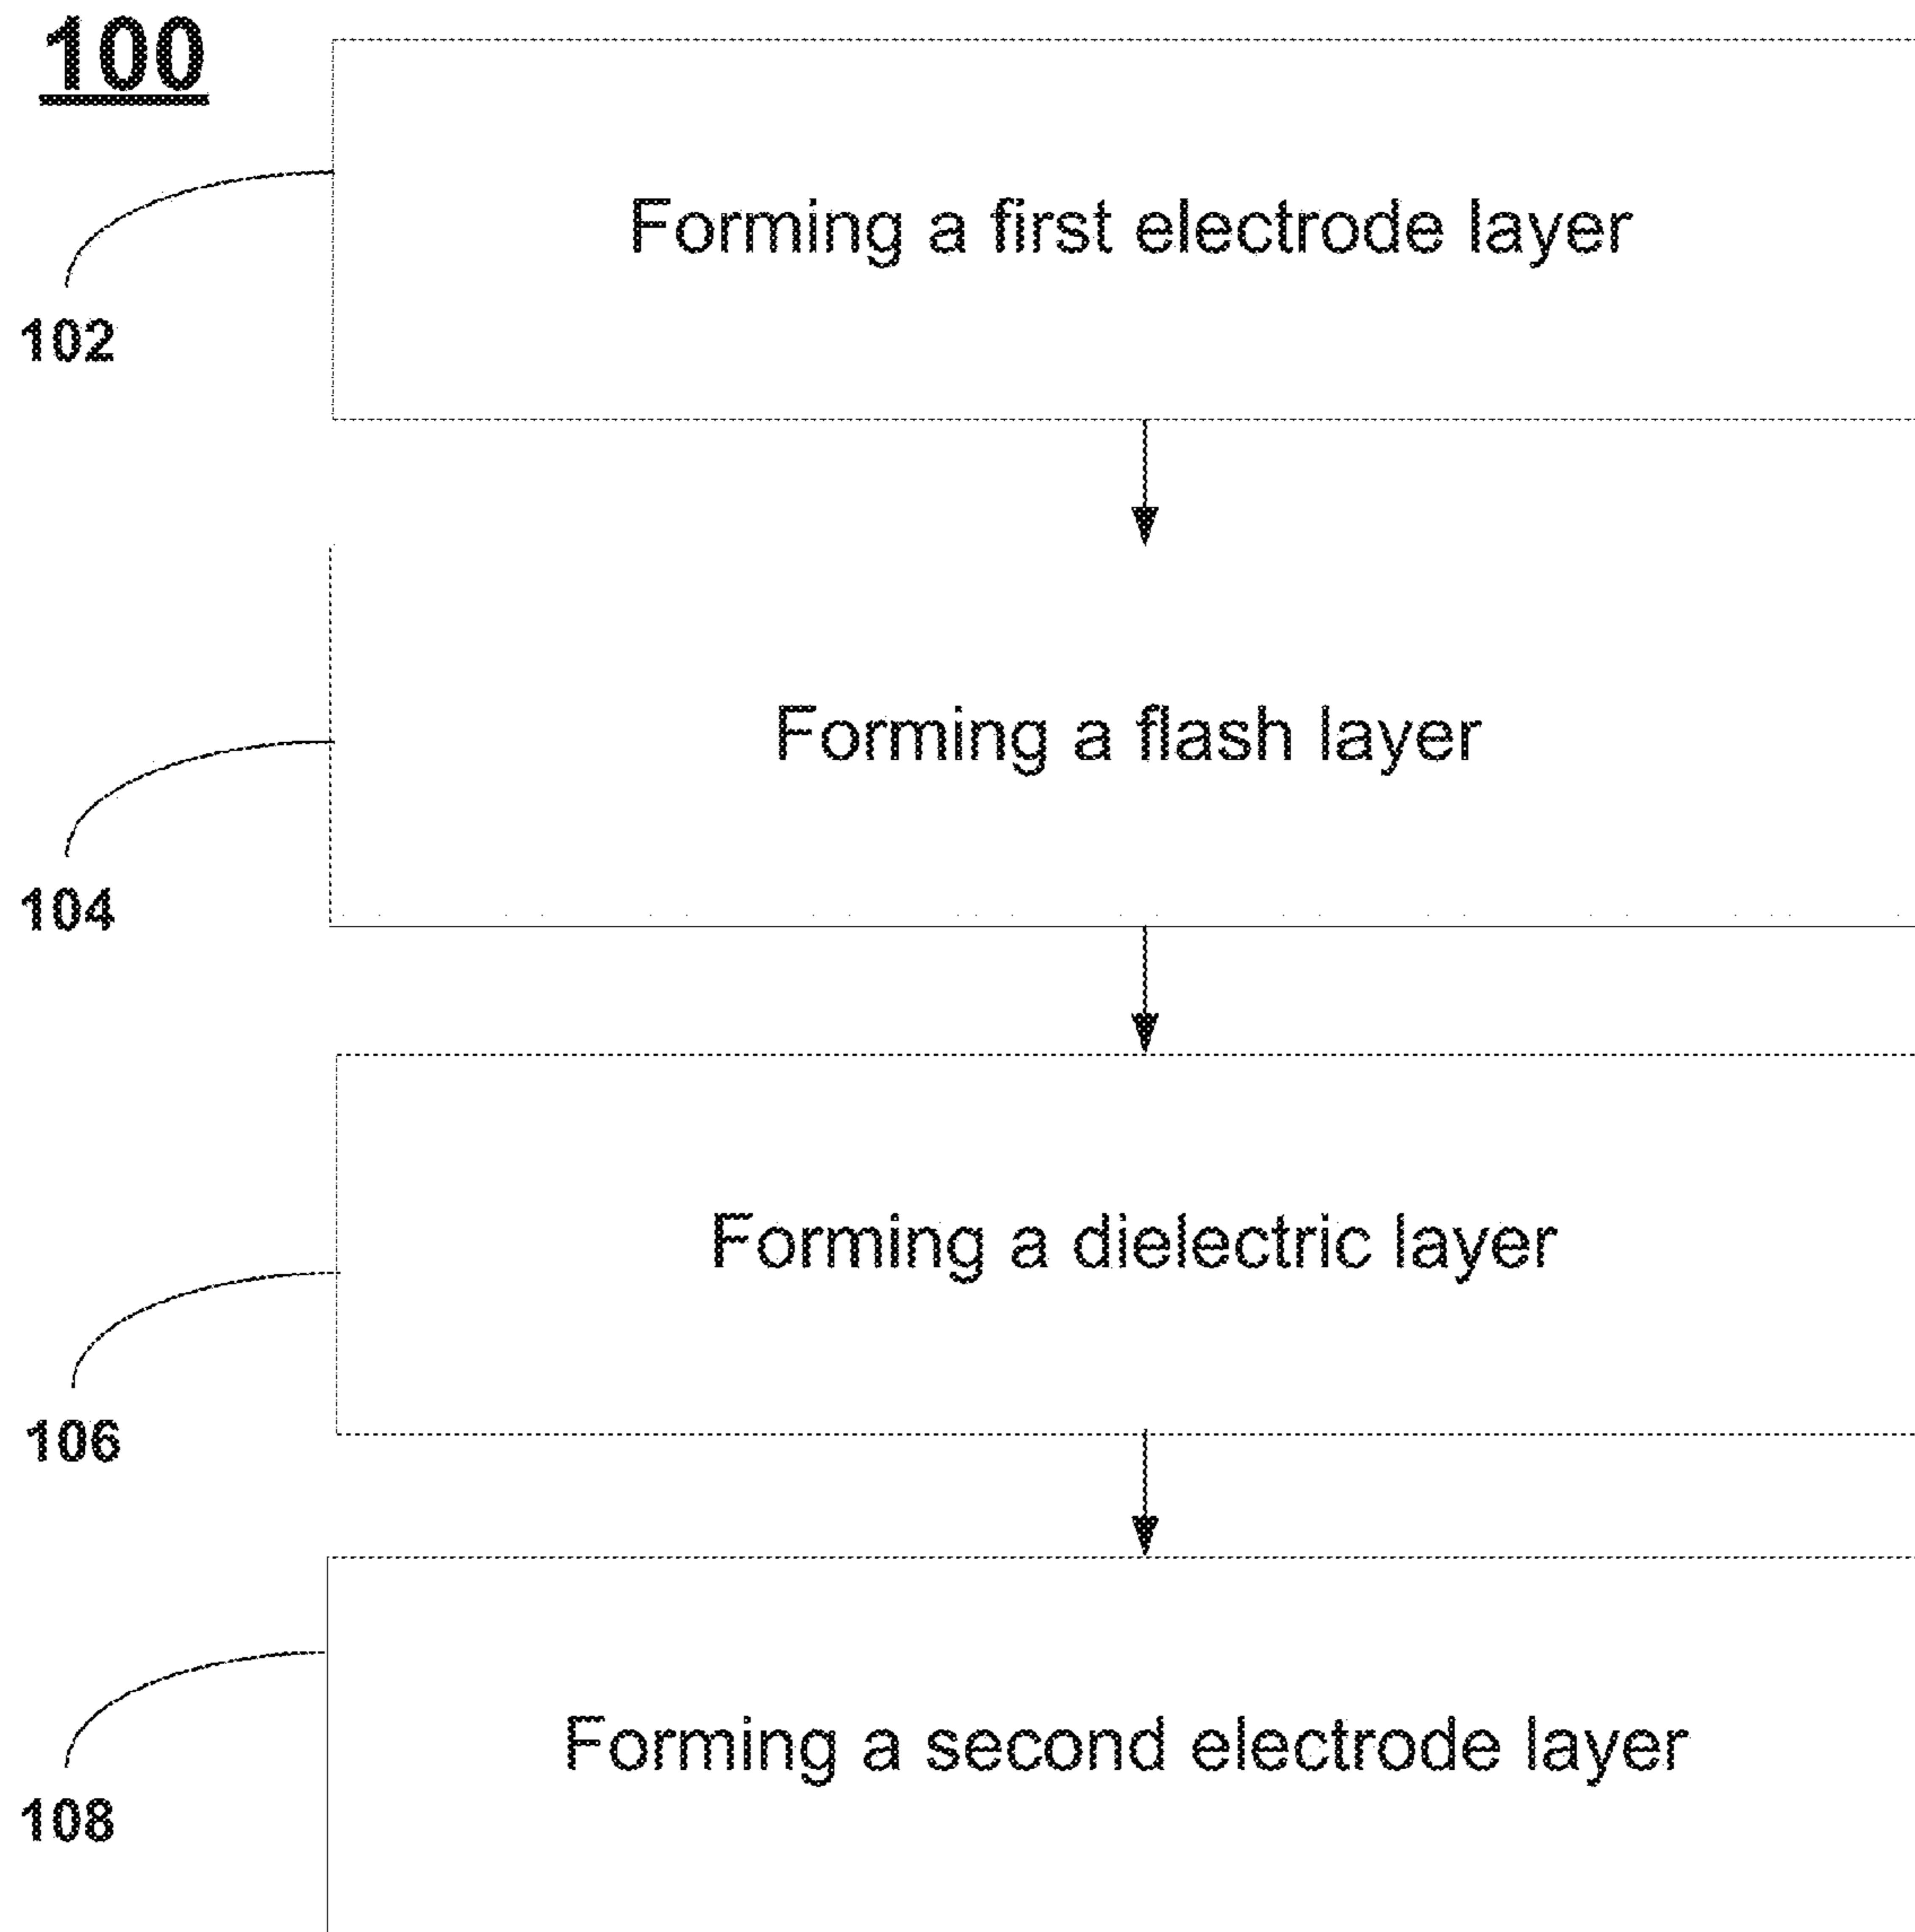 100
Forming a first electrode layer
102
Forming a flash layer
104
Forming a dielectric layer
106
Forming a second electrode layer
108